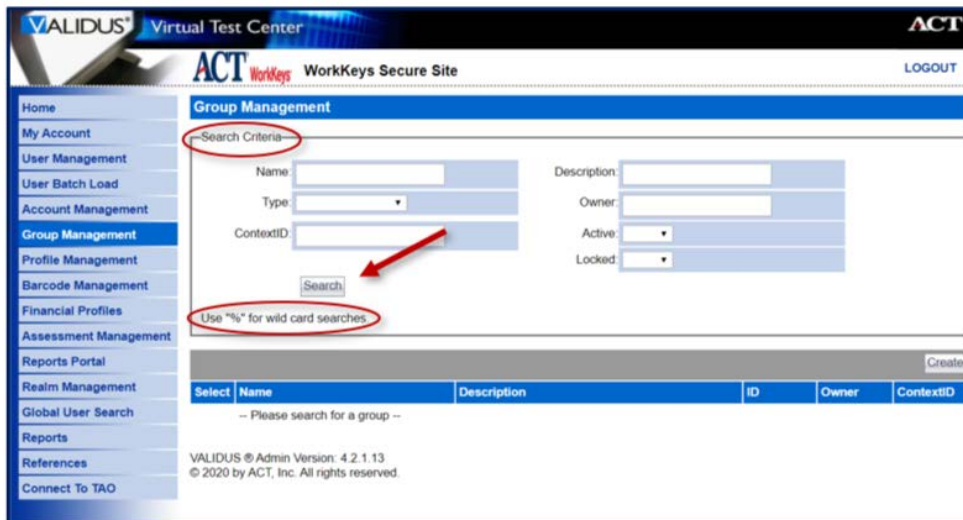 VALIDUS® Virtual Test Center ACT
ACT WorkKeys WorkKeys Secure Site LOGOUT
Home
My Account
User Management
User Batch Load
Account Management
Group Management
Profile Management
Barcode Management
Financial Profiles
Assessment Management
Reports Portal
Realm Management
Global User Search
Reports
References
Connect To TAO
Group Management
Search Criteria
Name: Description:
Type: Owner:
ContextID: Active:
Locked:
Search
Use "%" for wild card searches
Create
Select Name Description ID Owner ContextID
-- Please search for a group --
VALIDUS ® Admin Version: 4.2.1.13
© 2020 by ACT, Inc. All rights reserved.